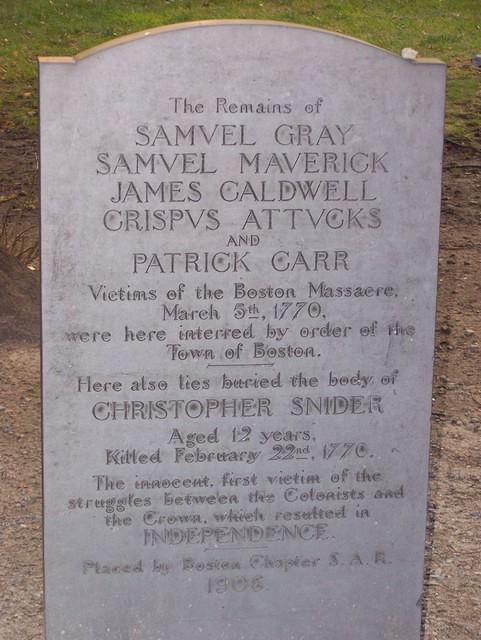 The Remains of
SAMVEL GRAY
SAMVEL MAVERICK
JAMES CALDWELL
CRISPVS ATTVCKS
AND
PATRICK CARR
Victims of the Boston Massacre,
March 5th, 1770,
were here interred by order of the
Town of Boston.
Here also lies buried the body of
CHRISTOPHER SNIDER
Aged 12 years,
Killed February 22nd, 1770.
The innocent, first victim of the
struggles between the Colonists and
the Crown, which resulted in
INDEPENDENCE.
Placed by Boston Chapter S. A. R.
1906.